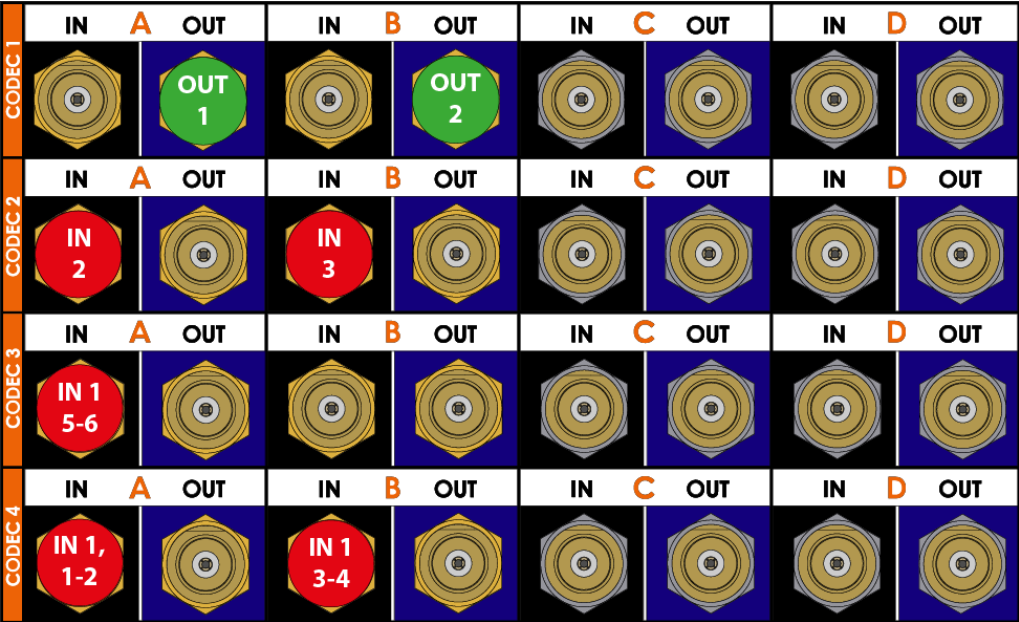 CODEC 1
IN A OUT IN B OUT IN C OUT IN D OUT
OUT
1
OUT
2
CODEC 2
IN A OUT IN B OUT IN C OUT IN D OUT
IN
2
IN
3
CODEC 3
IN A OUT IN B OUT IN C OUT IN D OUT
IN 1
5-6
CODEC 4
IN A OUT IN B OUT IN C OUT IN D OUT
IN 1,
1-2
IN 1
3-4